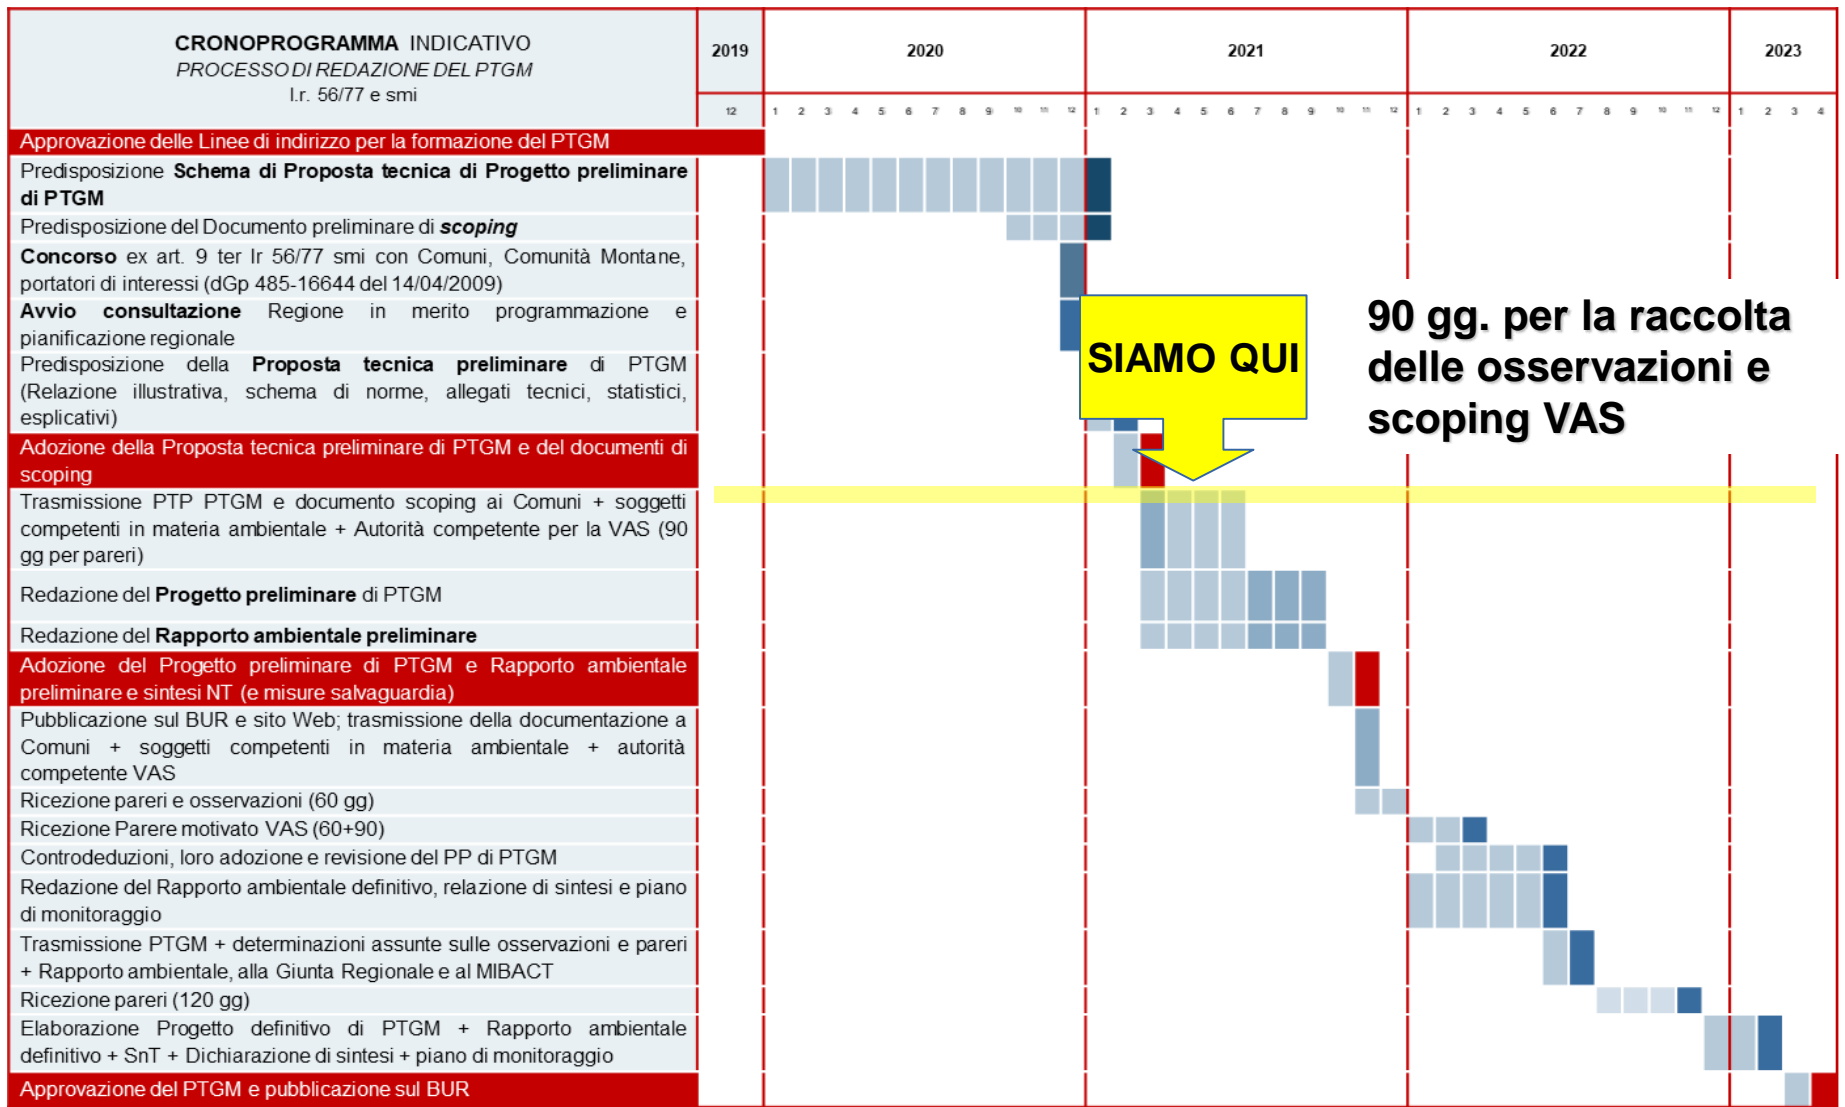 CRONOPROGRAMMA INDICATIVO
PROCESSO DI REDAZIONE DEL PTGM
l.r. 56/77 e smi
2019
2020
2021
2022
2023
12
1 2 3 4 5 6 7 8 9 10 11 12
1 2 3 4 5 6 7 8 9 10 11 12
1 2 3 4 5 6 7 8 9 10 11 12
1 2 3 4
Approvazione delle Linee di indirizzo per la formazione del PTGM
Predisposizione Schema di Proposta tecnica di Progetto preliminare
di PTGM
Predisposizione del Documento preliminare di scoping
Concorso ex art. 9 ter lr 56/77 smi con Comuni, Comunità Montane,
portatori di interessi (dGp 485-16644 del 14/04/2009)
Avvio consultazione Regione in merito programmazione e
pianificazione regionale
Predisposizione della Proposta tecnica preliminare di PTGM
(Relazione illustrativa, schema di norme, allegati tecnici, statistici,
esplicativi)
SIAMO QUI
90 gg. per la raccolta
delle osservazioni e
scoping VAS
Adozione della Proposta tecnica preliminare di PTGM e del documenti di
scoping
Trasmissione PTP PTGM e documento scoping ai Comuni + soggetti
competenti in materia ambientale + Autorità competente per la VAS (90
gg per pareri)
Redazione del Progetto preliminare di PTGM
Redazione del Rapporto ambientale preliminare
Adozione del Progetto preliminare di PTGM e Rapporto ambientale
preliminare e sintesi NT (e misure salvaguardia)
Pubblicazione sul BUR e sito Web; trasmissione della documentazione a
Comuni + soggetti competenti in materia ambientale + autorità
competente VAS
Ricezione pareri e osservazioni (60 gg)
Ricezione Parere motivato VAS (60+90)
Controdeduzioni, loro adozione e revisione del PP di PTGM
Redazione del Rapporto ambientale definitivo, relazione di sintesi e piano
di monitoraggio
Trasmissione PTGM + determinazioni assunte sulle osservazioni e pareri
+ Rapporto ambientale, alla Giunta Regionale e al MIBACT
Ricezione pareri (120 gg)
Elaborazione Progetto definitivo di PTGM + Rapporto ambientale
definitivo + SnT + Dichiarazione di sintesi + piano di monitoraggio
Approvazione del PTGM e pubblicazione sul BUR